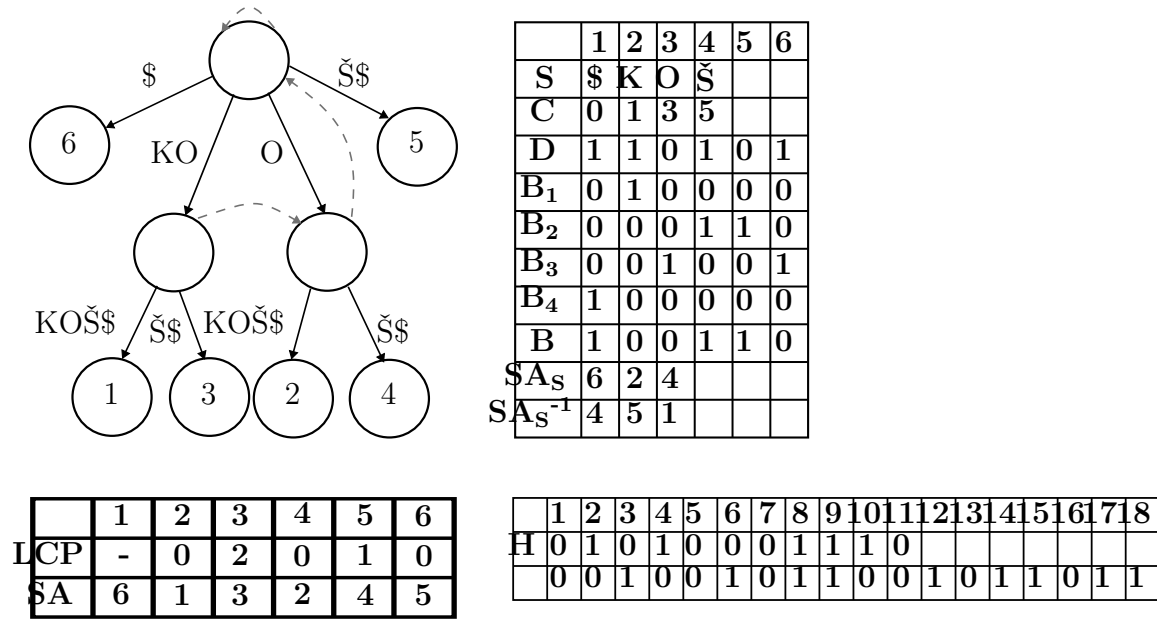 $ Š$
6 KO O 5
KOŠ$ Š$ KOŠ$ Š$
1 3 2 4
1 2 3 4 5 6
S $ K O Š
C 0 1 3 5
D 1 1 0 1 0 1
B1 0 1 0 0 0 0
B2 0 0 0 1 1 0
B3 0 0 1 0 0 1
B4 1 0 0 0 0 0
B 1 0 0 1 1 0
SAS 6 2 4
SAS-1 4 5 1
1 2 3 4 5 6
LCP - 0 2 0 1 0
SA 6 1 3 2 4 5
1 2 3 4 5 6 7 8 9 10 11 12 13 14 15 16 17 18
H 0 1 0 1 0 0 0 1 1 1 0
0 0 1 0 0 1 0 1 1 0 0 1 0 1 1 0 1 1